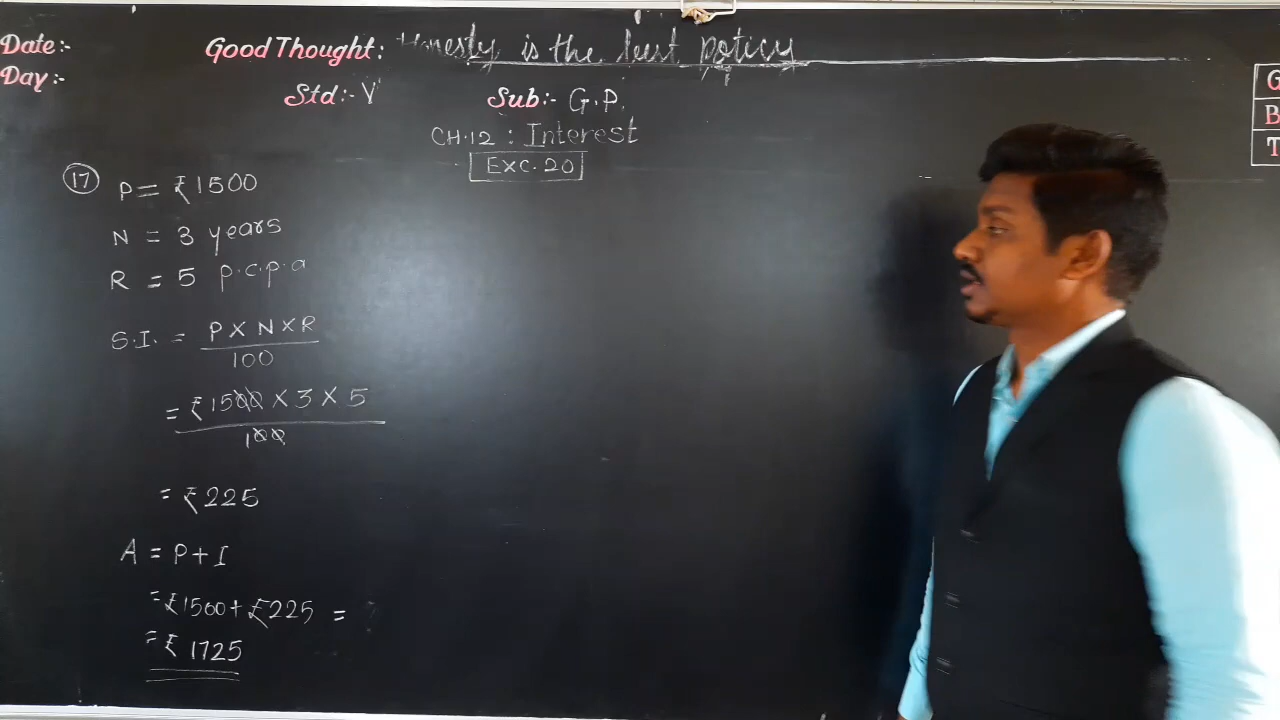 Date:-
Good Thought: Honesty is the best policy
Day:-
Std:- V
Sub:- G.P.
CH.12 : Interest
Exc. 20
17 P = ₹1500
N = 3 years
R = 5 p.c.p.a
S.I. = P × N × R
100
= ₹1500 × 3 × 5
100
= ₹225
A = P + I
= ₹1500 + ₹225 =
= ₹ 1725
G
B
T